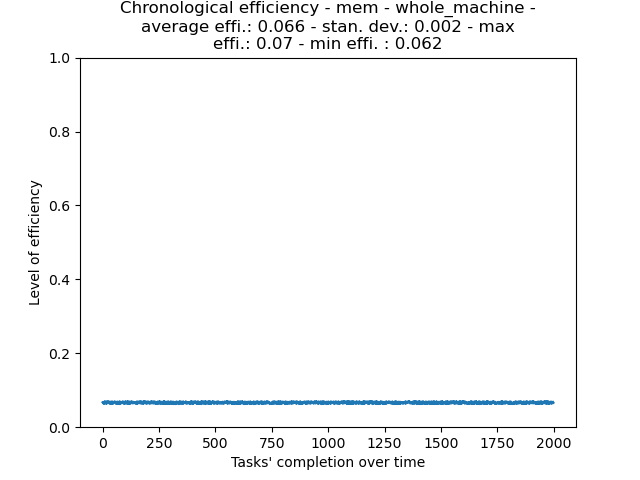 Chronological efficiency - mem - whole_machine -
average effi.: 0.066 - stan. dev.: 0.002 - max
effi.: 0.07 - min effi. : 0.062
1.0
0.8
0.6
0.4
0.2
0.0
Level of efficiency
0 250 500 750 1000 1250 1500 1750 2000
Tasks' completion over time